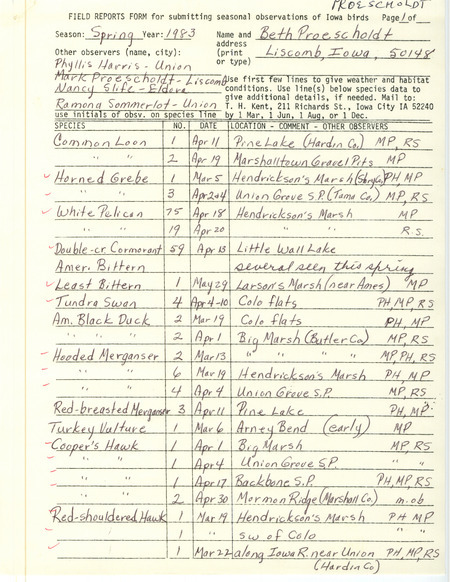 PROESCHOLDT
FIELD REPORTS FORM for submitting seasonal observations of Iowa birds Page 1 of
Season: Spring Year: 1983 Name and address (print or type) Beth Proescholdt
Liscomb, Iowa, 50148
Other observers (name, city):
Phyllis Harris - Union
Mark Proescholdt - Liscomb
Nancy Slife - Eldora
Ramona Sommerlot - Union
use initials of obsv. on species line
Use first few lines to give weather and habitat
conditions. Use line(s) below species data to
give additional details, if needed. Mail to:
T. H. Kent, 211 Richards St., Iowa City IA 52240
by 1 Mar, 1 Jun, 1 Aug, or 1 Dec.
SPECIES NO. DATE LOCATION - COMMENT - OTHER OBSERVERS
Common Loon 1 Apr 11 Pine Lake (Hardin Co.) MP, RS
" " 2 Apr 19 Marshalltown Gravel Pits MP
Horned Grebe 1 Mar 5 Hendrickson's Marsh (Story Co) PH, MP
" " 3 Apr 2+4 Union Grove S.P. (Tama Co.) MP, RS
White Pelican 75 Apr 18 Hendrickson's Marsh MP
" " 19 Apr 20 " " R.S.
Double-cr. Cormorant 59 Apr 13 Little Wall Lake
Ameri. Bittern several seen this spring
Least Bittern 1 May 29 Larson's Marsh (near Ames) MP
Tundra Swan 4 Apr 4-10 Colo flats PH, MP, RS
Am. Black Duck 2 Mar 19 Colo flats PH, MP
" " " 2 Apr 1 Big Marsh (Butler Co) MP, RS
Hooded Merganser 2 Mar 13 " " " " MP, PH, RS
" " 6 Mar 19 Hendrickson's Marsh PH, MP
" " 4 Apr 4 Union Grove S.P. MP, RS
Red-breasted Merganser 3 Apr 11 Pine Lake PH, MP
Turkey Vulture 1 Mar 6 Arney Bend (early) MP
Cooper's Hawk 1 Apr 1 Big Marsh MP, RS
" " 1 Apr 4 Union Grove S.P. " "
" " 1 Apr 17 Backbone S.P. PH, MP, RS
" " 2 Apr 30 Mormon Ridge (Marshall Co.) m.ob
Red-shouldered Hawk 1 Mar 19 Hendrickson's Marsh PH MP
" " 1 " sw of Colo " "
1 Mar 22 along Iowa R. near Union PH, MP, RS
(Hardin Co)